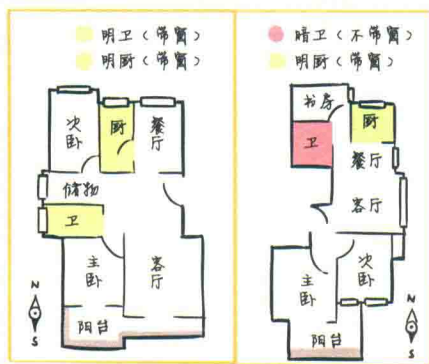 明卫（带窗）
明厨（带窗）
次卧
厨
餐厅
储物
卫
主卧
客厅
阳台
N
S
暗卫（不带窗）
明厨（带窗）
书房
厨
卫
餐厅
客厅
主卧
次卧
阳台
N
S